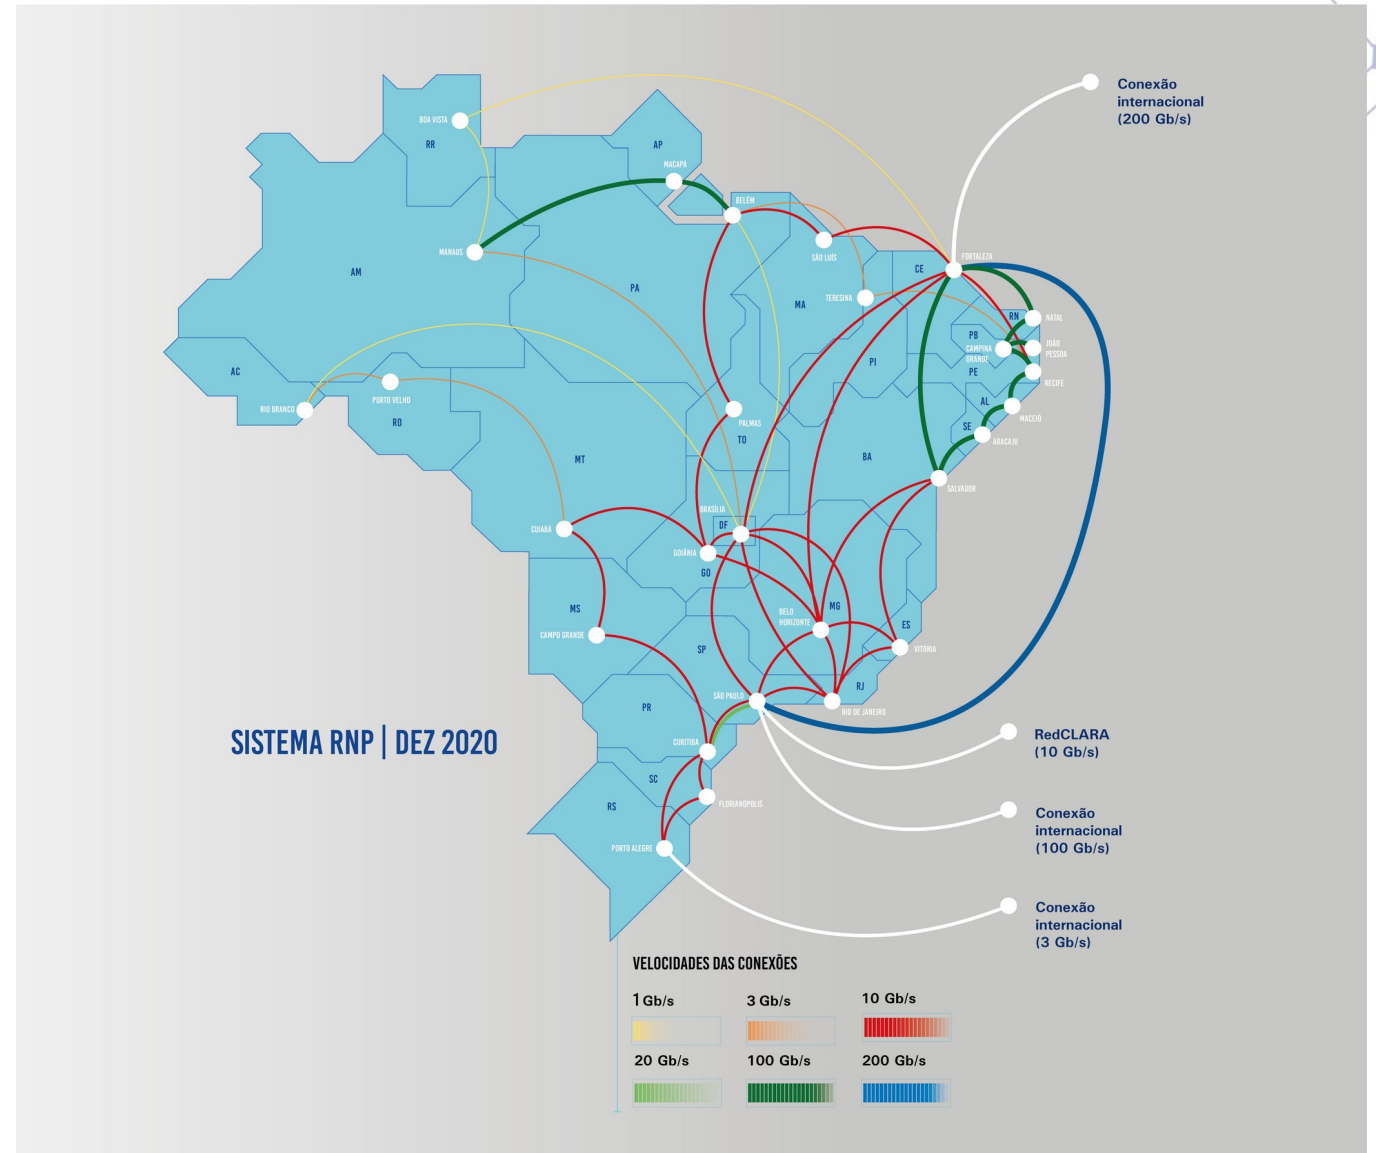 Conexão
internacional
(200 Gb/s)
BOA VISTA
RR
AP
MACAPÁ
BELÉM
MANAUS
SÃO LUÍS
FORTALEZA
CE
AM
PA
MA
TERESINA
RN
NATAL
PB
CAMPINA
GRANDE
JOÃO
PESSOA
PI
PE
RECIFE
AC
RIO BRANCO
PORTO VELHO
RO
AL
MACEIÓ
PALMAS
TO
SE
ARACAJU
MT
BA
SALVADOR
BRASÍLIA
DF
CUIABÁ
GOIÂNIA
GO
MS
CAMPO GRANDE
BELO
HORIZONTE
MG
ES
VITÓRIA
SP
SÃO PAULO
RJ
RIO DE JANEIRO
PR
CURITIBA
SISTEMA RNP | DEZ 2020
RedCLARA
(10 Gb/s)
SC
FLORIANÓPOLIS
RS
PORTO ALEGRE
Conexão
internacional
(100 Gb/s)
Conexão
internacional
(3 Gb/s)
VELOCIDADES DAS CONEXÕES
1 Gb/s
3 Gb/s
10 Gb/s
20 Gb/s
100 Gb/s
200 Gb/s